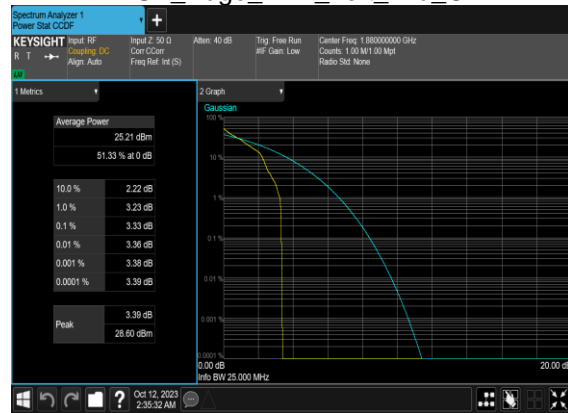 Spectrum Analyzer 1
Power Stat CCDF
KEYSIGHT
R T
LXI
Input: RF
Coupling: DC
Align: Auto
Input Z: 50 Ω
Corr CCorr
Freq Ref: Int (S)
Atten: 40 dB
Trig: Free Run
#IF Gain: Low
Center Freq: 1.880000000 GHz
Counts: 1.00 M/1.00 Mpt
Radio Std: None
1 Metrics
Average Power
25.21 dBm
51.33 % at 0 dB
10.0 % 2.22 dB
1.0 % 3.23 dB
0.1 % 3.33 dB
0.01 % 3.36 dB
0.001 % 3.38 dB
0.0001 % 3.39 dB
Peak
3.39 dB
28.60 dBm
2 Graph
Gaussian
100 %
10 %
1 %
0.1 %
0.01 %
0.001 %
0.0001 %
0.00 dB 20.00 dB
Info BW 25.000 MHz
?
Oct 12, 2023
2:35:32 AM